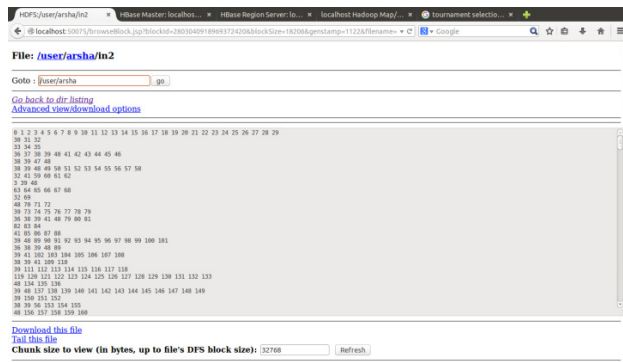 HDFS:/user/arsha/in2
HBase Master: localhos...
HBase Region Server: lo...
localhost Hadoop Map/...
tournament selectio...
localhost:50075/browseBlock.jsp?blockId=2803040918969372420&blockSize=18206&genstamp=1122&filename=
Google
File: /user/arsha/in2
Goto : /user/arsha go
Go back to dir listing
Advanced view/download options
0 1 2 3 4 5 6 7 8 9 10 11 12 13 14 15 16 17 18 19 20 21 22 23 24 25 26 27 28 29
30 31 32
33 34 35
36 37 38 39 40 41 42 43 44 45 46
38 39 47 48
38 39 48 49 50 51 52 53 54 55 56 57 58
32 41 59 60 61 62
3 39 48
63 64 65 66 67 68
32 69
48 70 71 72
39 73 74 75 76 77 78 79
36 38 39 41 48 79 80 81
82 83 84
41 85 86 87 88
39 48 89 90 91 92 93 94 95 96 97 98 99 100 101
36 38 39 48 89
39 41 102 103 104 105 106 107 108
38 39 41 109 110
39 111 112 113 114 115 116 117 118
119 120 121 122 123 124 125 126 127 128 129 130 131 132 133
48 134 135 136
39 48 137 138 139 140 141 142 143 144 145 146 147 148 149
39 150 151 152
38 39 56 153 154 155
48 156 157 158 159 160
Download this file
Tail this file
Chunk size to view (in bytes, up to file's DFS block size): 32768 Refresh